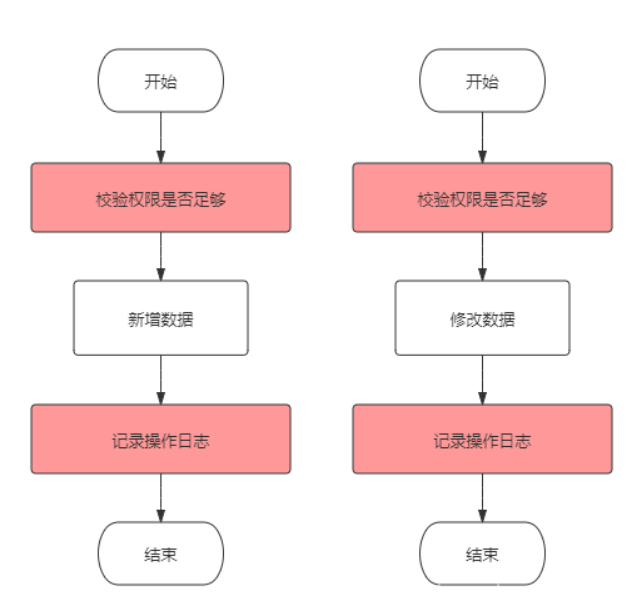 开始
校验权限是否足够
新增数据
记录操作日志
结束
开始
校验权限是否足够
修改数据
记录操作日志
结束